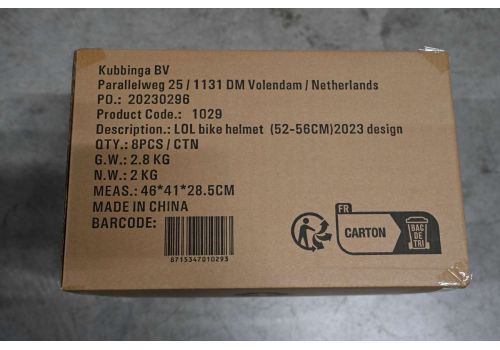 Kubbinga BV
Parallelweg 25 / 1131 DM Volendam / Netherlands
PO.: 20230296
Product Code.: 1029
Description.: LOL bike helmet (52-56CM)2023 design
QTY.: 8PCS / CTN
G.W.: 2.8 KG
N.W.: 2 KG
MEAS.: 46*41*28.5CM
MADE IN CHINA
BARCODE:
8715347010293
FR
CARTON
BAC
DE
TRI